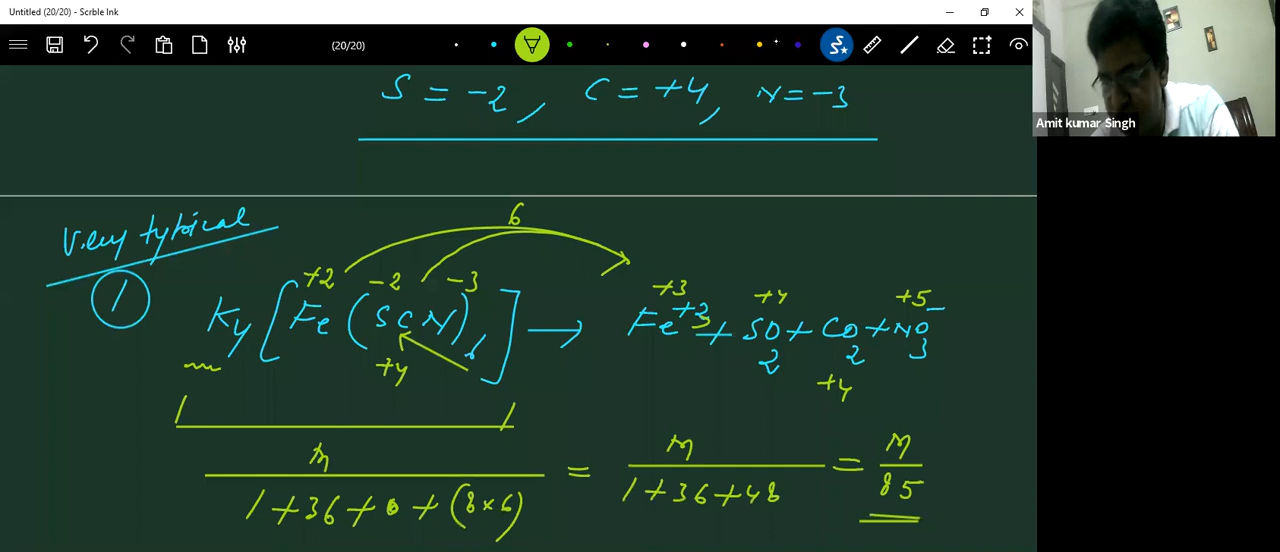 Untitled (20/20) - Scrble Ink
(20/20)
Amit kumar Singh
S = -2, C = +4, N = -3
Very typical
6
+2 -2 -3 +3 +4 +5
① K4[Fe(SCN)6] → Fe+3 + SO2 + CO2 + NO3-
+4 +4
M / 1+36+0+(8×6) = M / 1+36+48 = M / 85